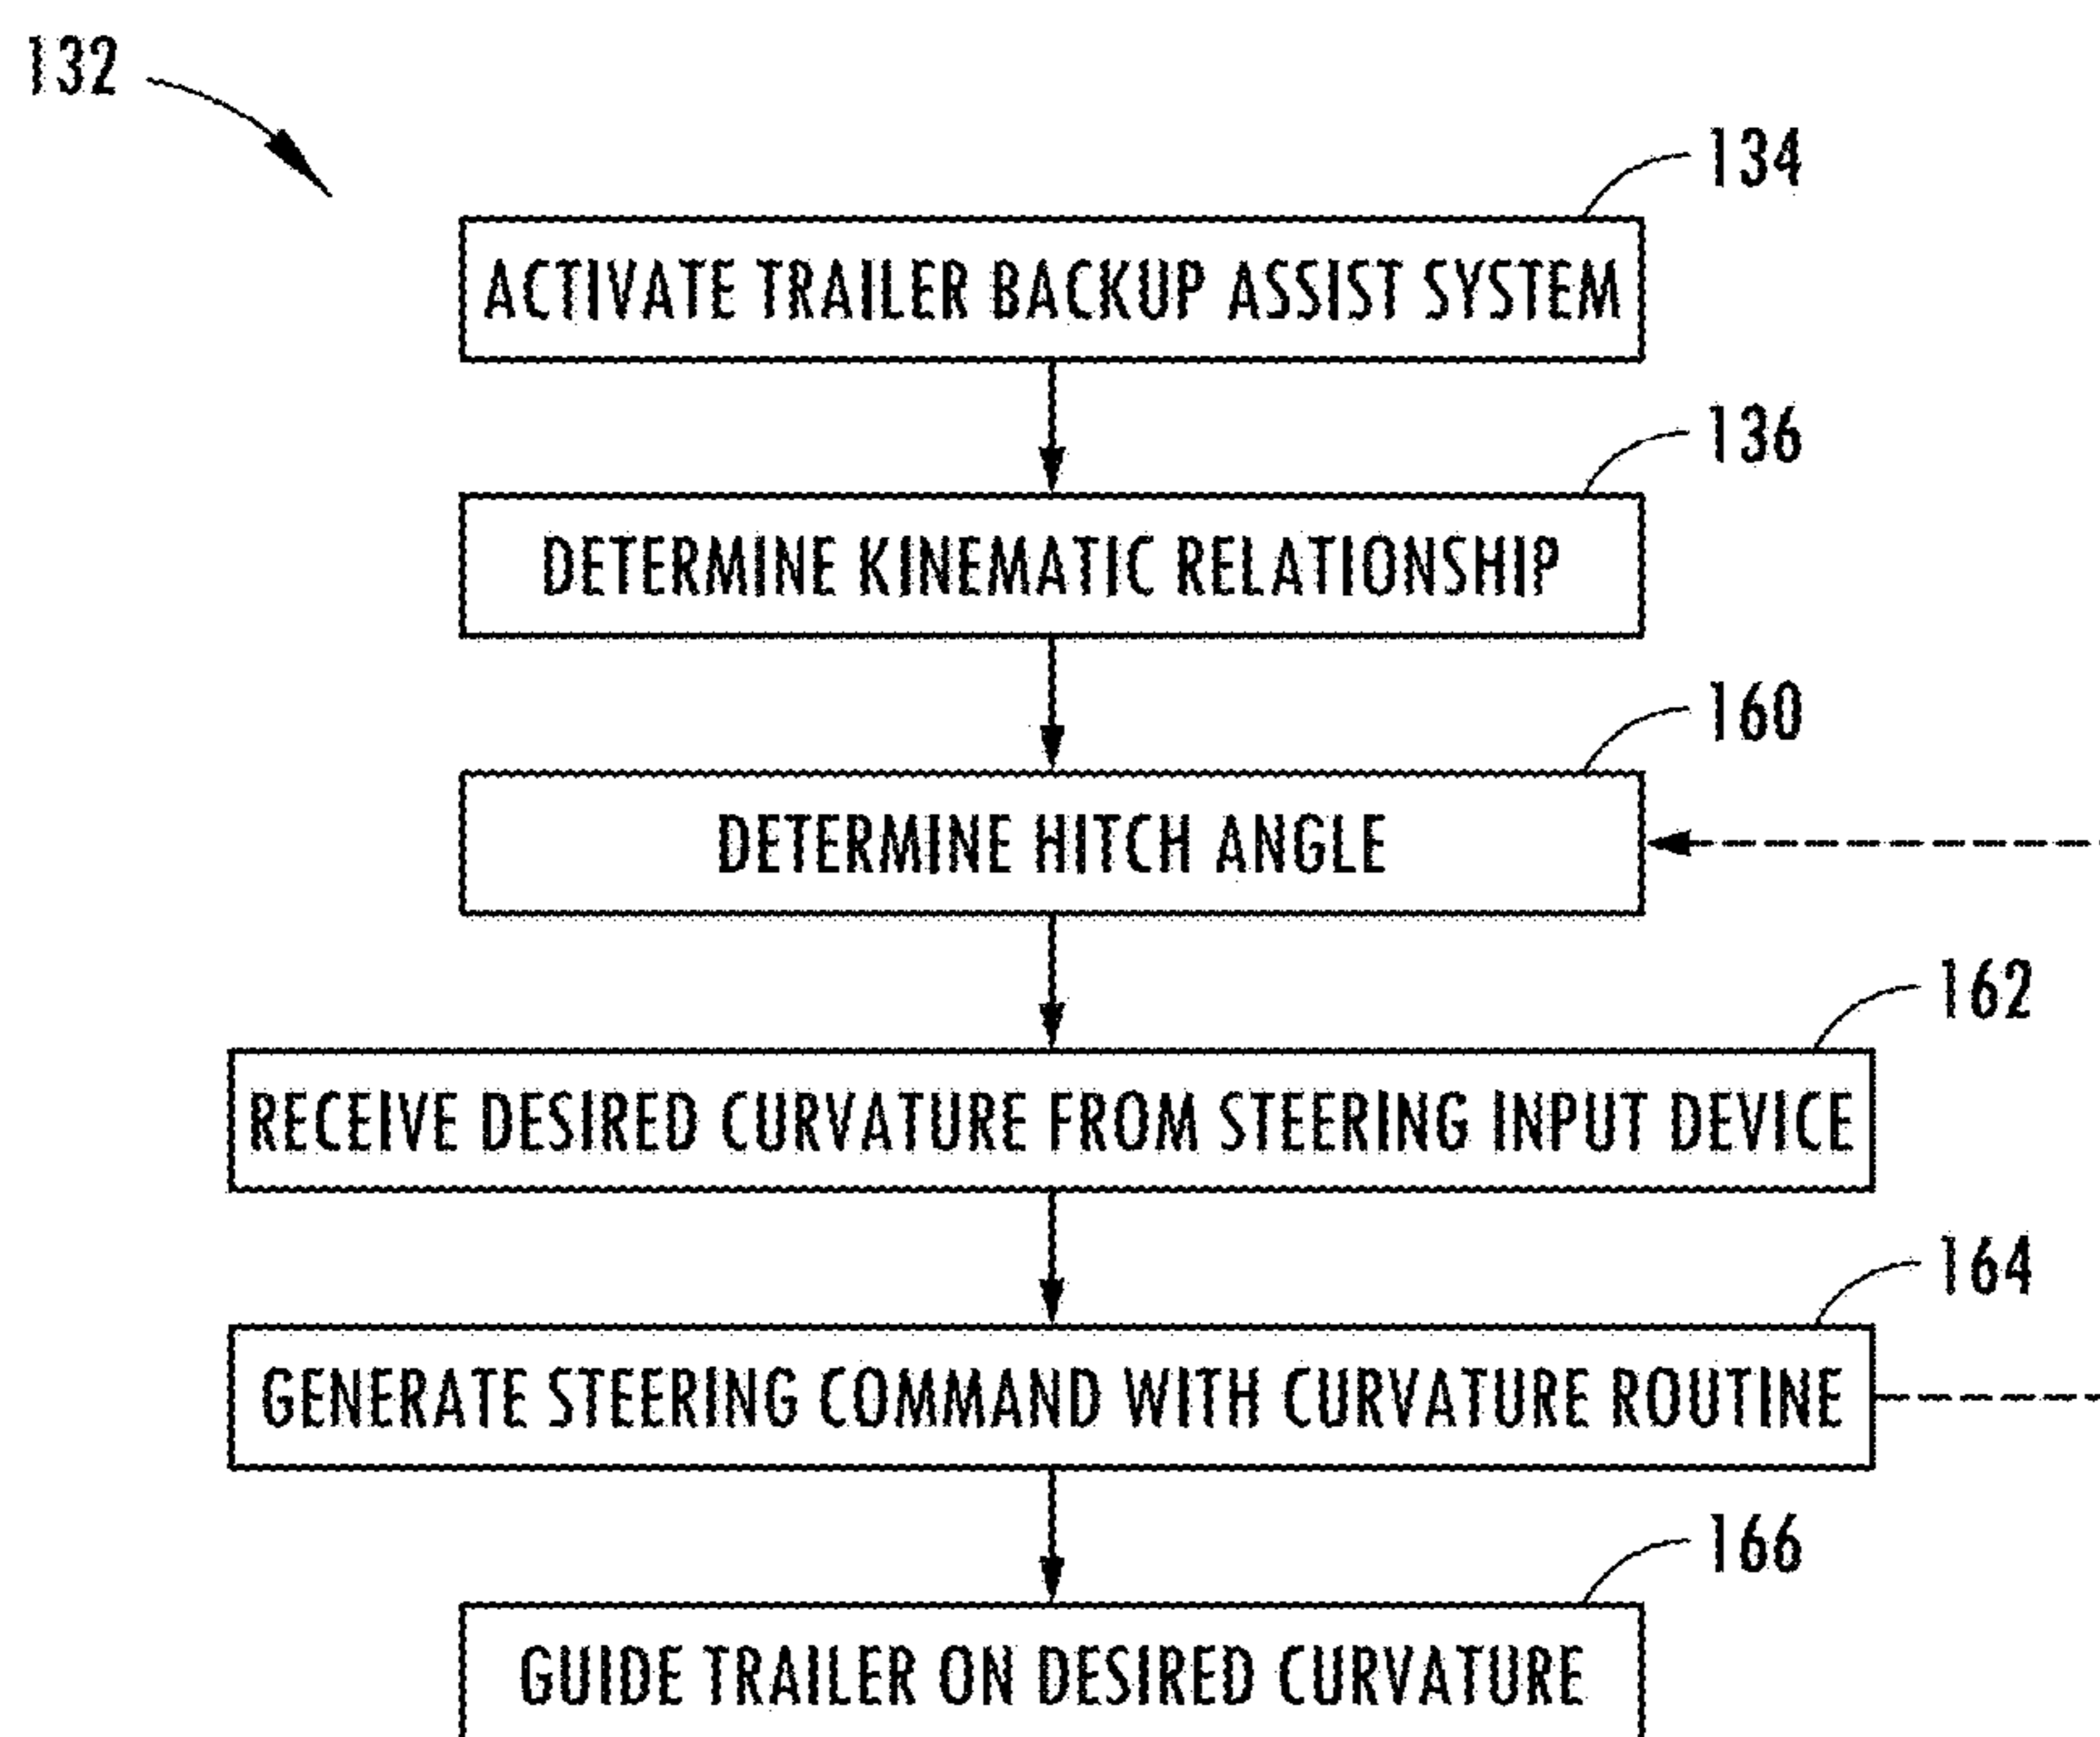 132
134
ACTIVATE TRAILER BACKUP ASSIST SYSTEM
136
DETERMINE KINEMATIC RELATIONSHIP
160
DETERMINE HITCH ANGLE
162
RECEIVE DESIRED CURVATURE FROM STEERING INPUT DEVICE
164
GENERATE STEERING COMMAND WITH CURVATURE ROUTINE
166
GUIDE TRAILER ON DESIRED CURVATURE